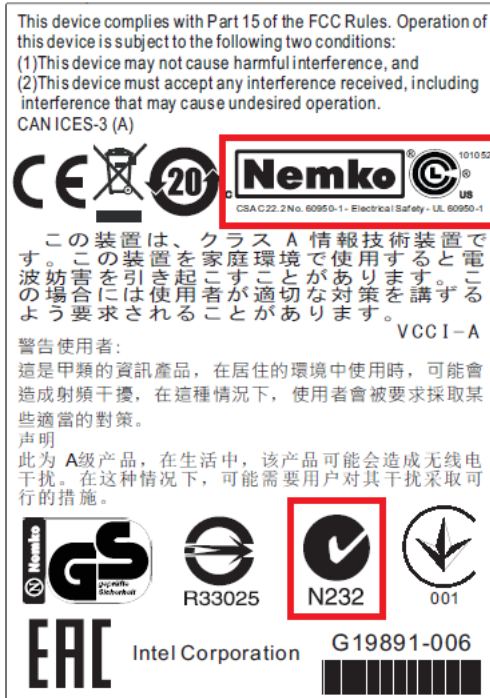 This device complies with Part 15 of the FCC Rules. Operation of
this device is subject to the following two conditions:
(1)This device may not cause harmful interference, and
(2)This device must accept any interference received, including
interference that may cause undesired operation.
CAN ICES-3 (A)
CE 20 c Nemko ® c 101052 ® US
CSA C22.2 No. 60950-1 - Electrical Safety - UL 60950-1
この装置は、クラス A 情報技術装置で
す。この装置を家庭環境で使用すると電
波妨害を引き起こすことがあります。こ
の場合には使用者が適切な対策を講ずる
よう要求されることがあります。
VCCI-A
警告使用者:
這是甲類的資訊產品，在居住的環境中使用時，可能會
造成射頻干擾，在這種情況下，使用者會被要求採取某
些適當的對策。
声明
此为 A级产品，在生活中，该产品可能会造成无线电
干扰。在这种情况下，可能需要用户对其干扰采取可
行的措施。
N Nemko GS geprüfte Sicherheit
R33025 N232 001
EAC Intel Corporation G19891-006